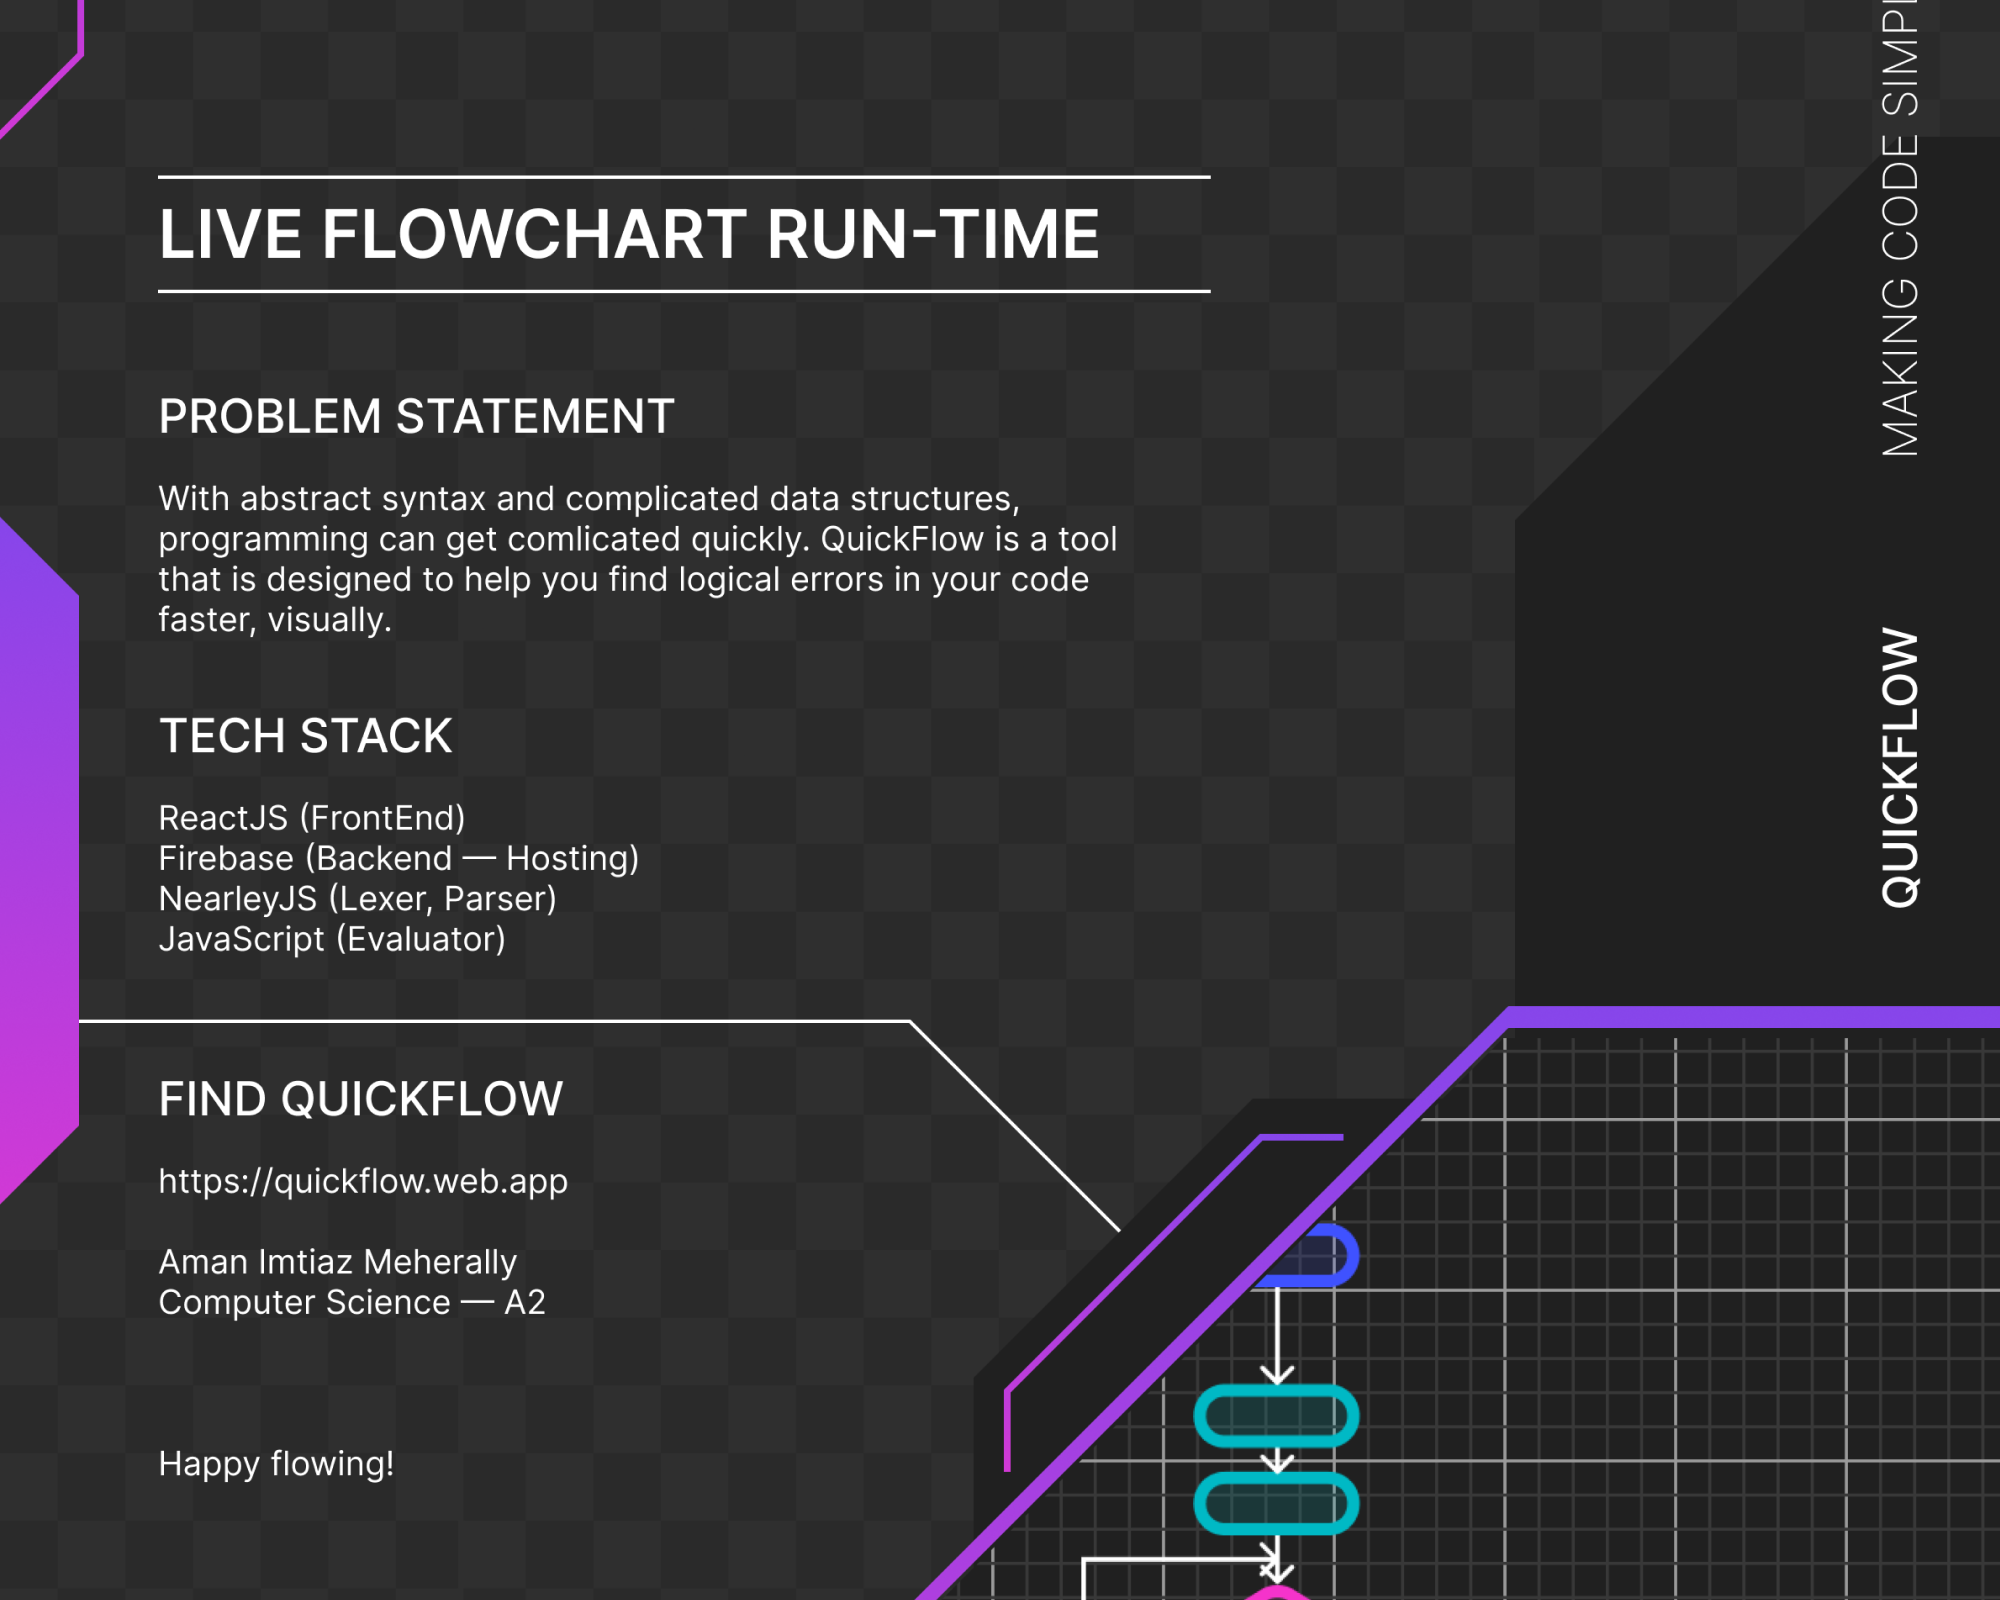 LIVE FLOWCHART RUN-TIME
PROBLEM STATEMENT
With abstract syntax and complicated data structures,
programming can get comlicated quickly. QuickFlow is a tool
that is designed to help you find logical errors in your code
faster, visually.
TECH STACK
ReactJS (FrontEnd)
Firebase (Backend — Hosting)
NearleyJS (Lexer, Parser)
JavaScript (Evaluator)
FIND QUICKFLOW
https://quickflow.web.app
Aman Imtiaz Meherally
Computer Science — A2
Happy flowing!
QUICKFLOW
MAKING CODE